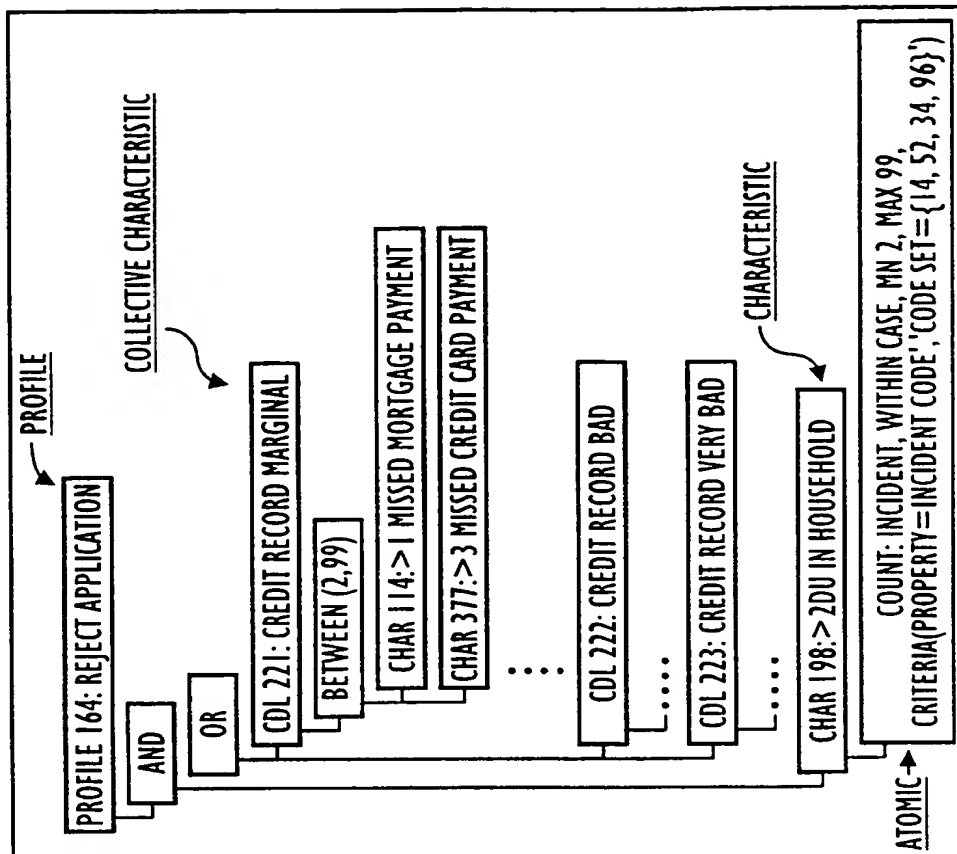 PROFILE
PROFILE 164: REJECT APPLICATION
AND
OR
COLLECTIVE CHARACTERISTIC
CDL 221: CREDIT RECORD MARGINAL
BETWEEN (2,99)
CHAR 114:>1 MISSED MORTGAGE PAYMENT
CHAR 377:>3 MISSED CREDIT CARD PAYMENT
CDL 222: CREDIT RECORD BAD
CDL 223: CREDIT RECORD VERY BAD
CHARACTERISTIC
CHAR 198:> 2DU IN HOUSEHOLD
ATOMIC
COUNT: INCIDENT, WITHIN CASE, MN 2, MAX 99,
CRITERIA(PROPERTY=INCIDENT CODE','CODE SET={14, 52, 34, 96}')